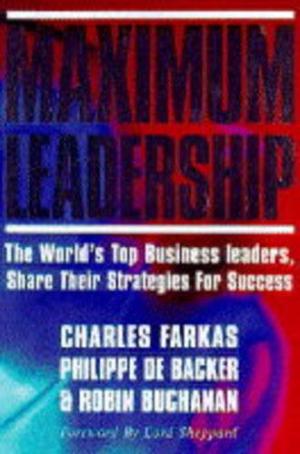 MAXIMUM
LEADERSHIP
The World's Top Business leaders,
Share Their Strategies For Success
CHARLES FARKAS
PHILIPPE DE BACKER
& ROBIN BUCHANAN
Foreword By Lord Sheppard